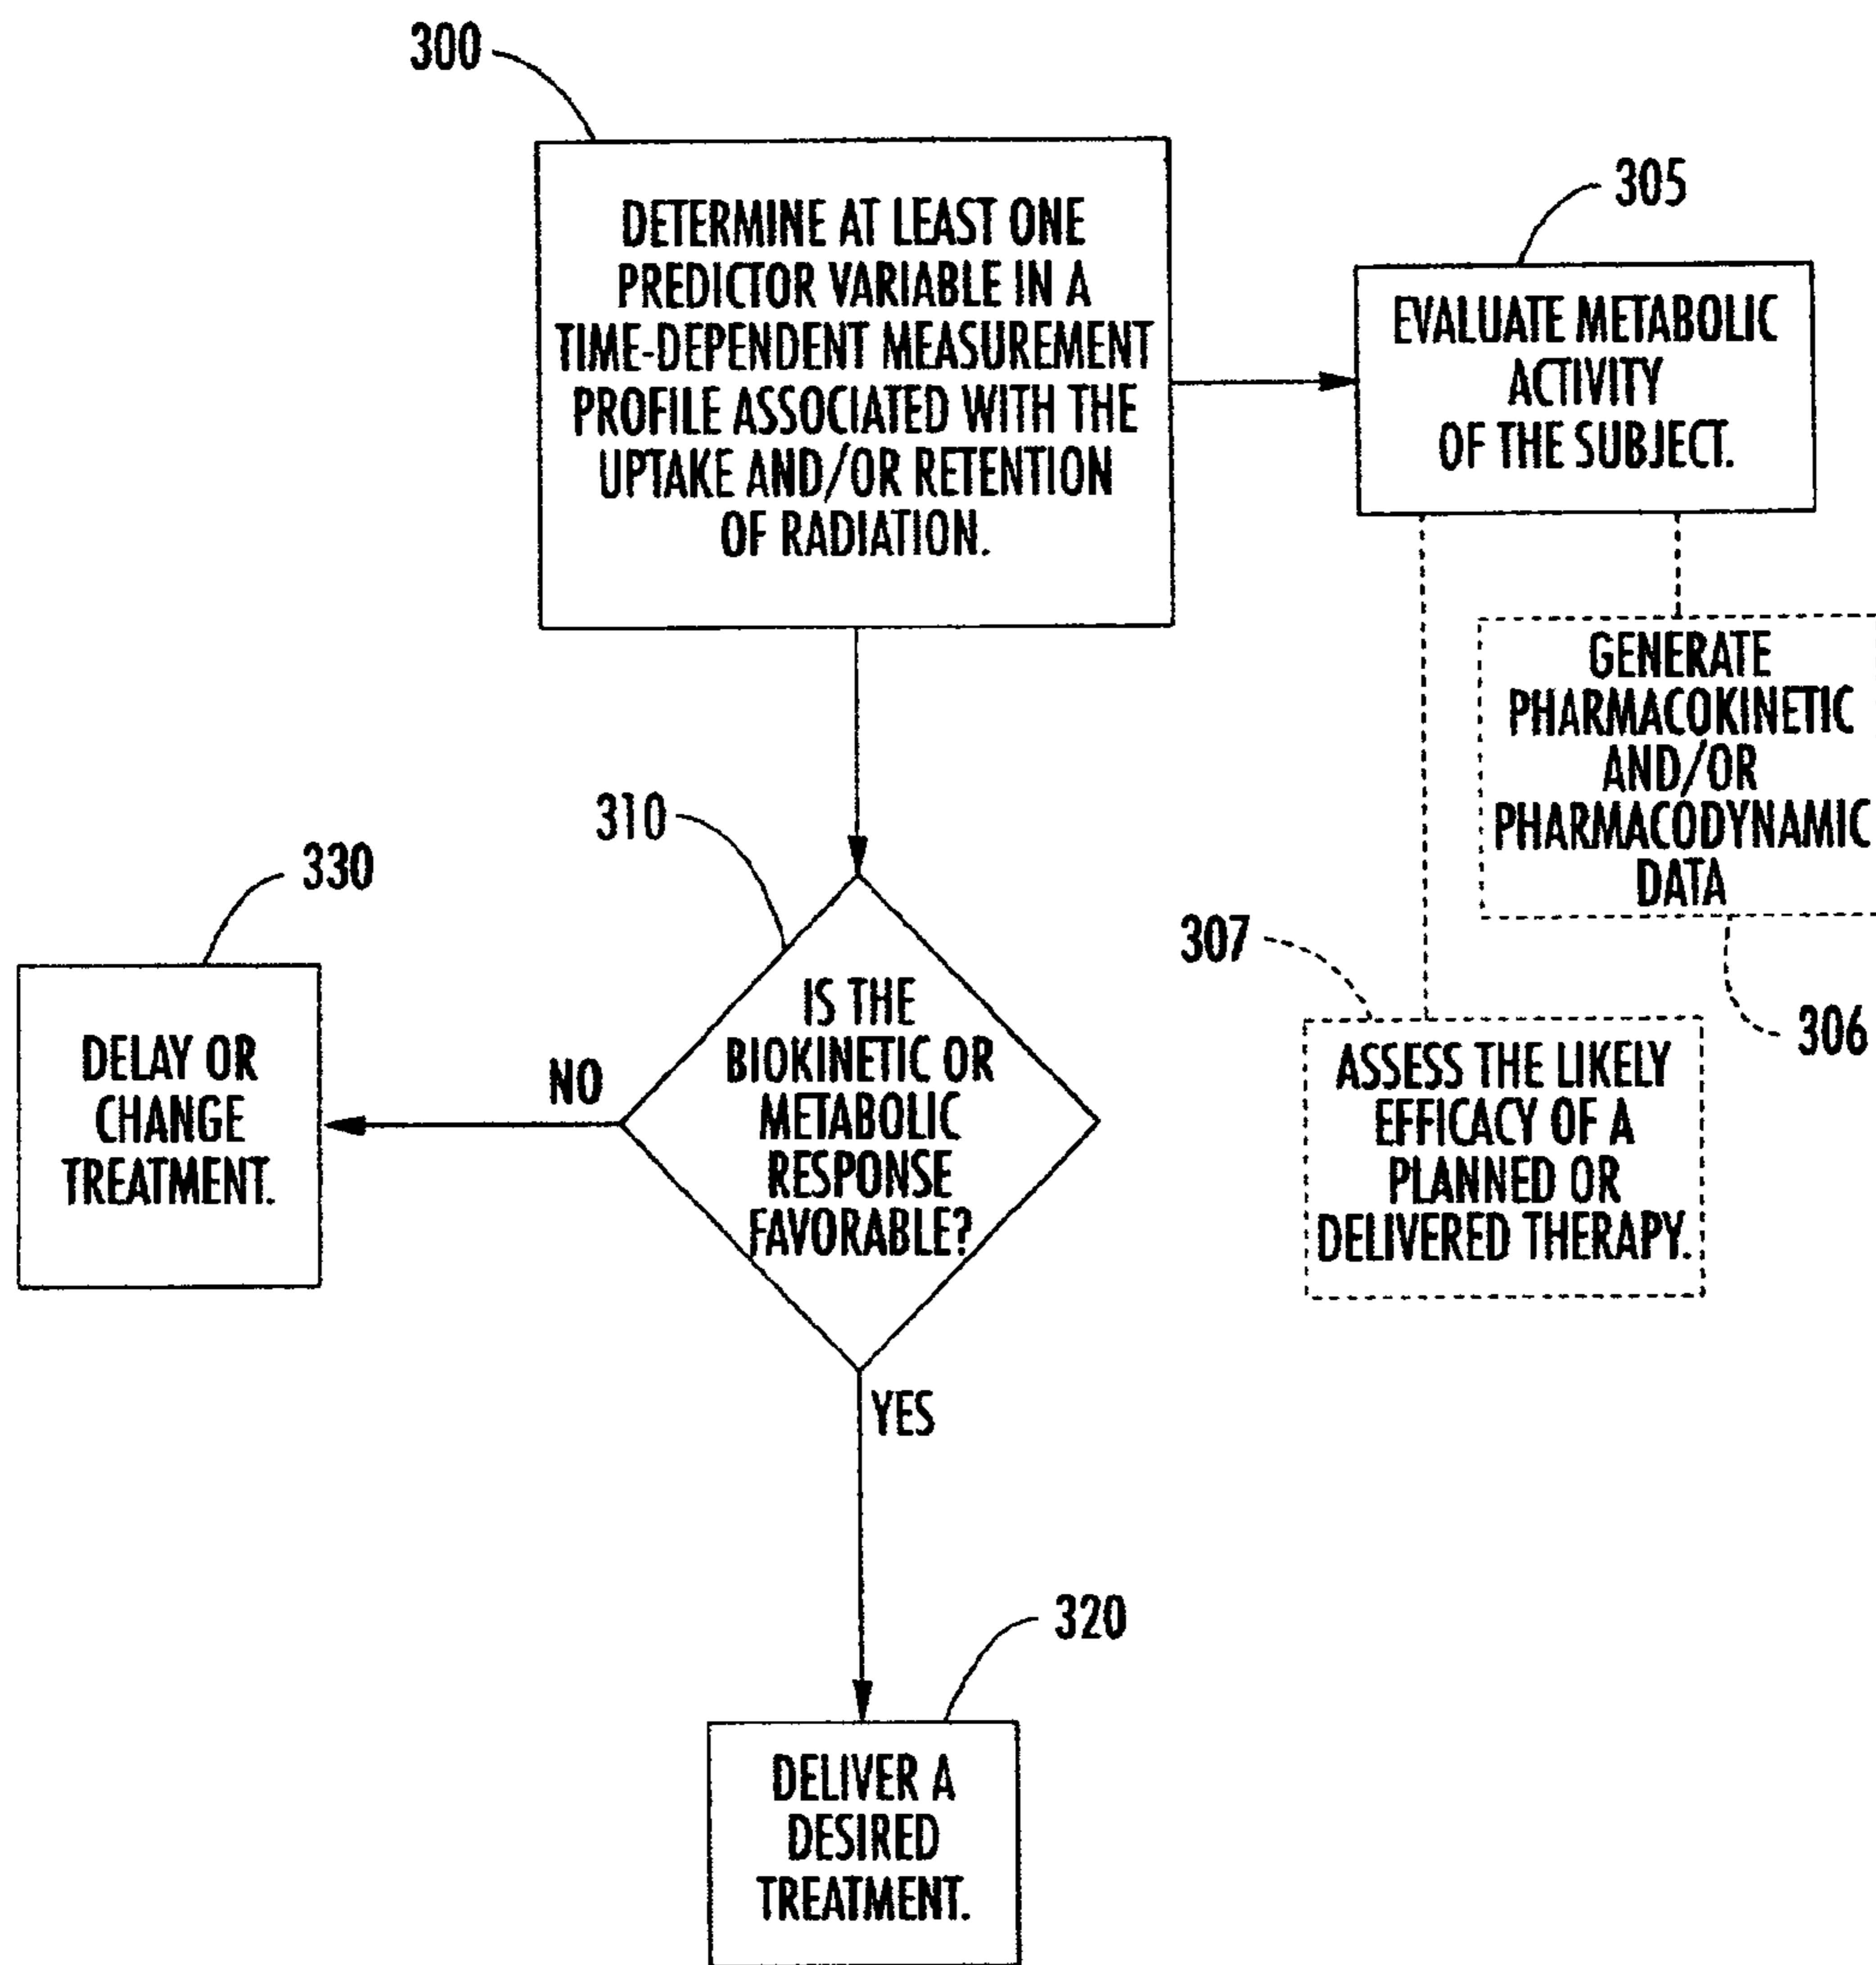 300
DETERMINE AT LEAST ONE
PREDICTOR VARIABLE IN A
TIME-DEPENDENT MEASUREMENT
PROFILE ASSOCIATED WITH THE
UPTAKE AND/OR RETENTION
OF RADIATION.
305
EVALUATE METABOLIC
ACTIVITY
OF THE SUBJECT.
GENERATE
PHARMACOKINETIC
AND/OR
PHARMACODYNAMIC
DATA
306
307
ASSESS THE LIKELY
EFFICACY OF A
PLANNED OR
DELIVERED THERAPY.
310
IS THE
BIOKINETIC OR
METABOLIC
RESPONSE
FAVORABLE?
NO
330
DELAY OR
CHANGE
TREATMENT.
YES
320
DELIVER A
DESIRED
TREATMENT.